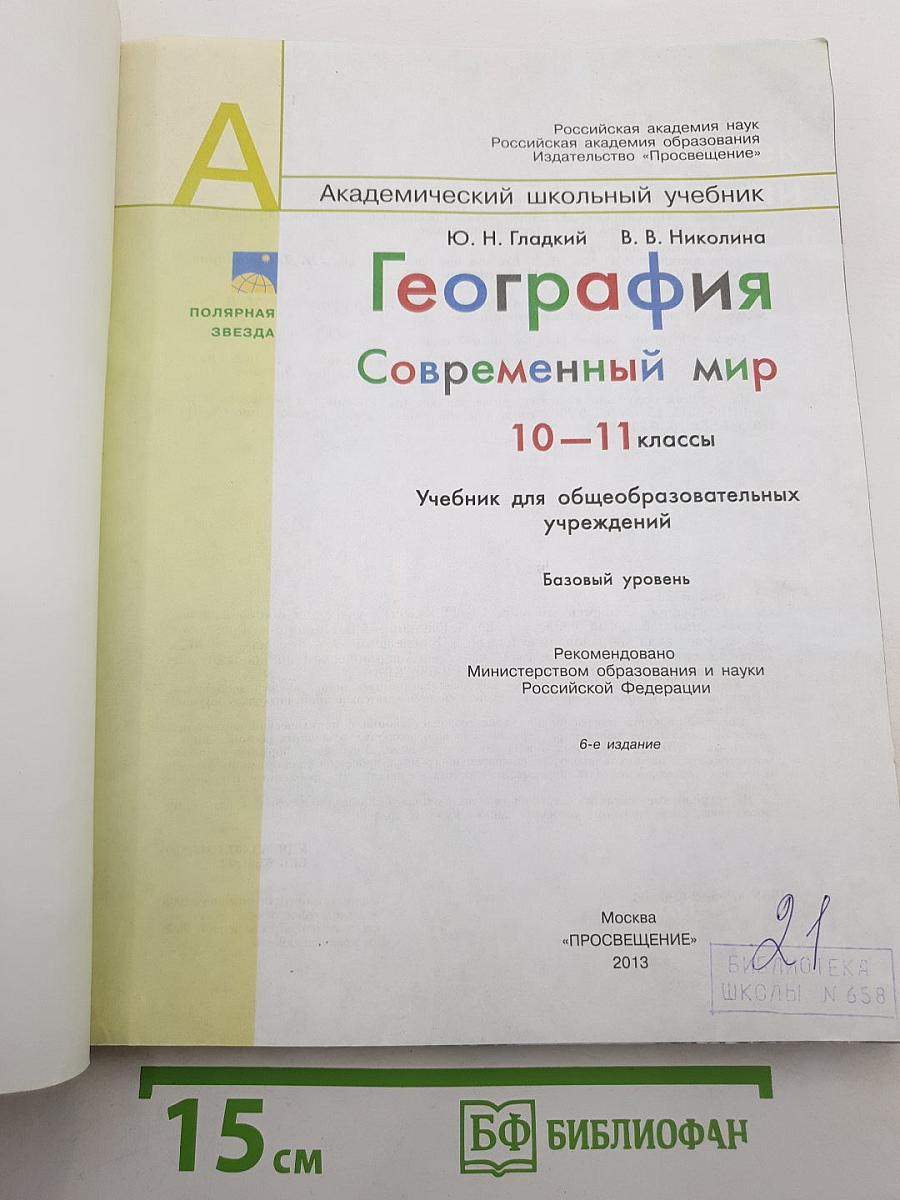 А
Российская академия наук
Российская академия образования
Издательство «Просвещение»
Академический школьный учебник
Ю. Н. Гладкий В. В. Николина
География
ПОЛЯРНАЯ
ЗВЕЗДА
Современный мир
10—11 классы
Учебник для общеобразовательных
учреждений
Базовый уровень
Рекомендовано
Министерством образования и науки
Российской Федерации
6-е издание
Москва
«ПРОСВЕЩЕНИЕ»
2013
21
БИБЛИОТЕКА
ШКОЛЫ N 658
15 см
БФ БИБЛИОФАН